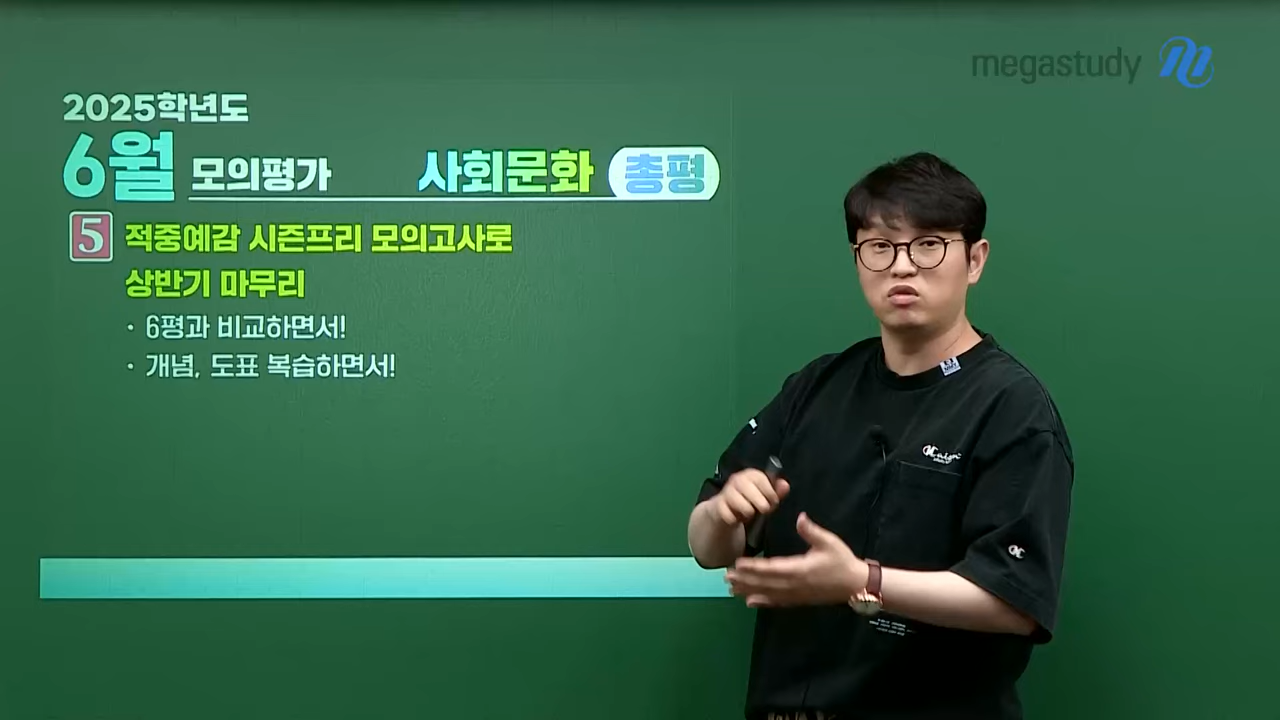 megastudy
2025학년도
6월 모의평가 사회문화 총평
5 적중예감 시즌프리 모의고사로
상반기 마무리
· 6평과 비교하면서!
· 개념, 도표 복습하면서!